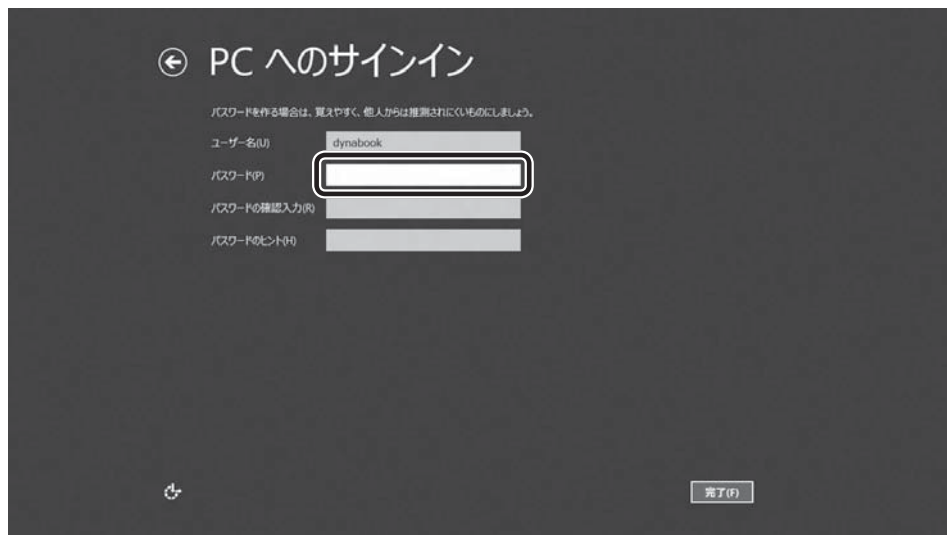 PC へのサインイン
パスワードを作る場合は、覚えやすく、他人からは推測されにくいものにしましょう。
ユーザー名(U)
dynabook
パスワード(P)
パスワードの確認入力(R)
パスワードのヒント(H)
完了(F)